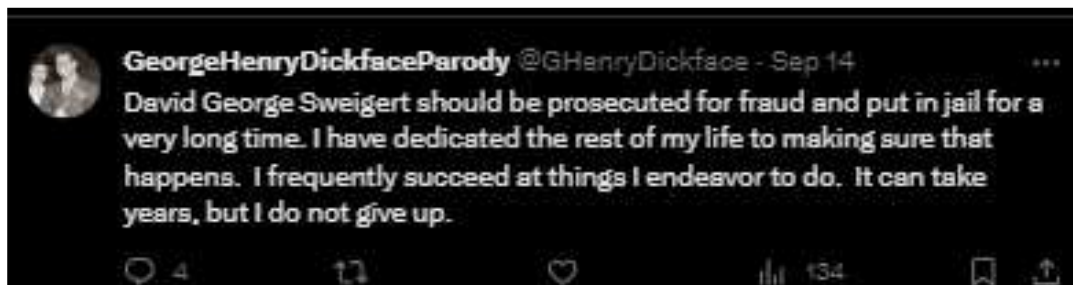 GeorgeHenryDickfaceParody @GHenryDickface - Sep 14
David George Sweigert should be prosecuted for fraud and put in jail for a
very long time. I have dedicated the rest of my life to making sure that
happens.  I frequently succeed at things I endeavor to do.  It can take
years, but I do not give up.
4 134